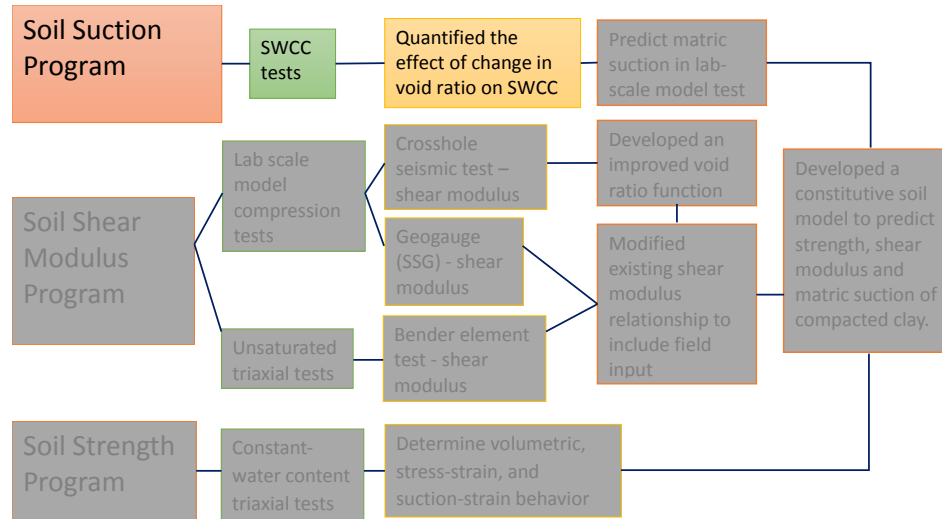 Soil Suction
Program
SWCC
tests
Quantified the
effect of change in
void ratio on SWCC
Predict matric
suction in lab-
scale model test
Soil Shear
Modulus
Program
Lab scale
model
compression
tests
Crosshole
seismic test –
shear modulus
Developed an
improved void
ratio function
Geogauge
(SSG) - shear
modulus
Unsaturated
triaxial tests
Bender element
test - shear
modulus
Modified
existing shear
modulus
relationship to
include field
input
Developed a
constitutive soil
model to predict
strength, shear
modulus and
matric suction of
compacted clay.
Soil Strength
Program
Constant-
water content
triaxial tests
Determine volumetric,
stress-strain, and
suction-strain behavior